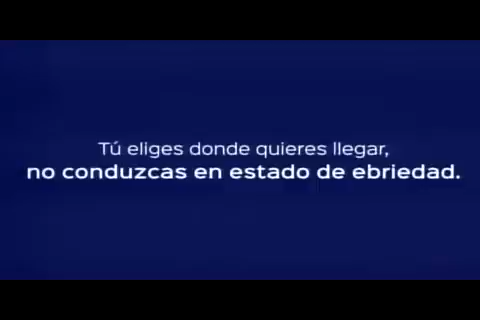 Tú eliges donde quieres llegar,
no conduzcas en estado de ebriedad.